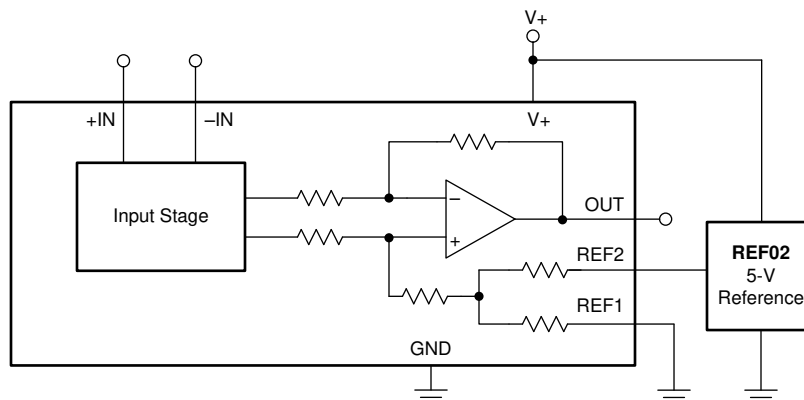 V+
+IN
–IN
V+
Input Stage
–
+
OUT
REF2
REF1
GND
REF02
5-V
Reference